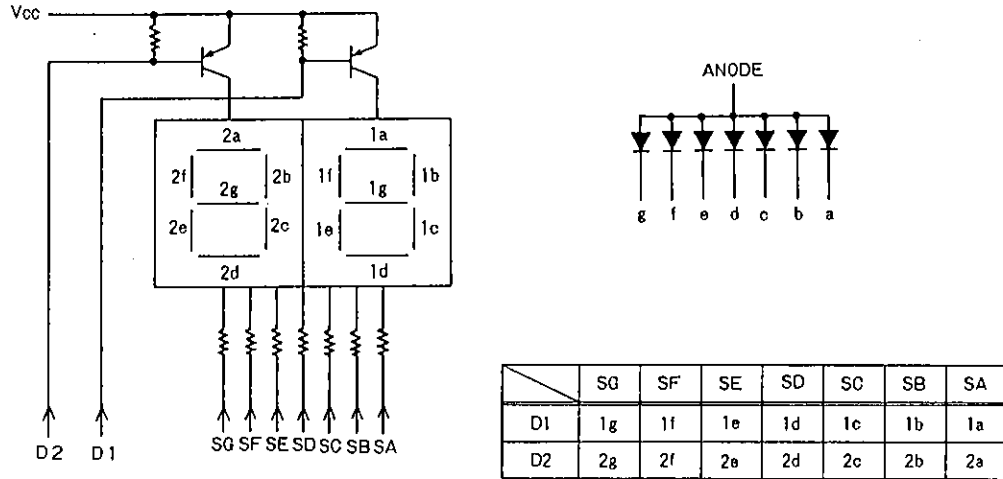 Vcc
ANODE
2a 1a
2f 2b 1f 1b
2g 1g
2e 2c 1e 1c
2d 1d
g f e d c b a
D2 D1 SG SF SE SD SC SB SA
SG SF SE SD SC SB SA
D1 1g 1f 1e 1d 1c 1b 1a
D2 2g 2f 2e 2d 2c 2b 2a